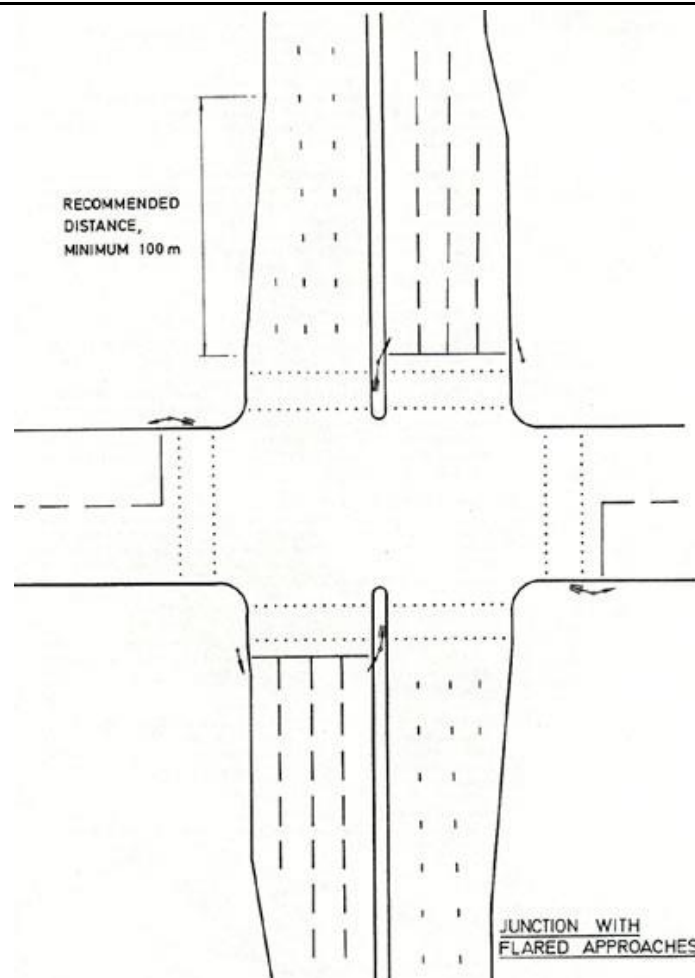 RECOMMENDED
DISTANCE,
MINIMUM 100 m
JUNCTION WITH
FLARED APPROACHES